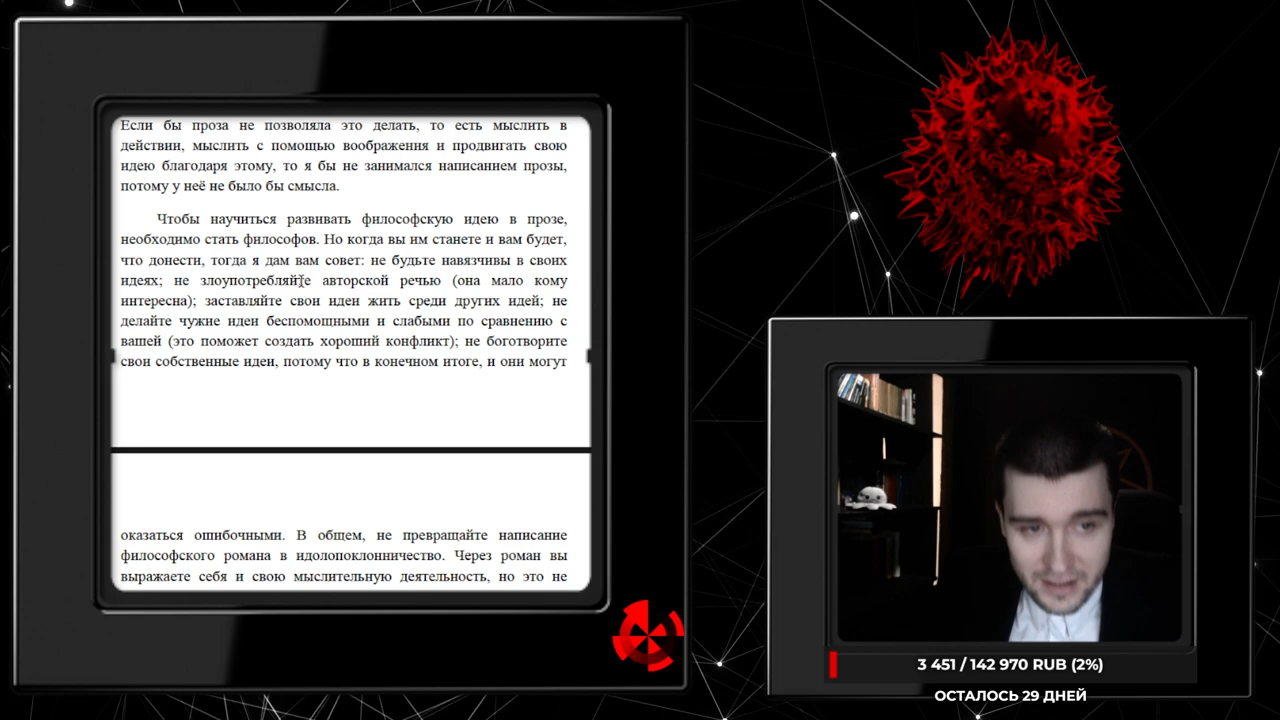 Если бы проза не позволяла это делать, то есть мыслить в
действии, мыслить с помощью воображения и продвигать свою
идею благодаря этому, то я бы не занимался написанием прозы,
потому у неё не было бы смысла.
Чтобы научиться развивать философскую идею в прозе,
необходимо стать философов. Но когда вы им станете и вам будет,
что донести, тогда я дам вам совет: не будьте навязчивы в своих
идеях; не злоупотребляйте авторской речью (она мало кому
интересна); заставляйте свои идеи жить среди других идей; не
делайте чужие идеи беспомощными и слабыми по сравнению с
вашей (это поможет создать хороший конфликт); не боготворите
свои собственные идеи, потому что в конечном итоге, и они могут
оказаться ошибочными. В общем, не превращайте написание
философского романа в идолопоклонничество. Через роман вы
выражаете себя и свою мыслительную деятельность, но это не
3 451 / 142 970 RUB (2%)
ОСТАЛОСЬ 29 ДНЕЙ